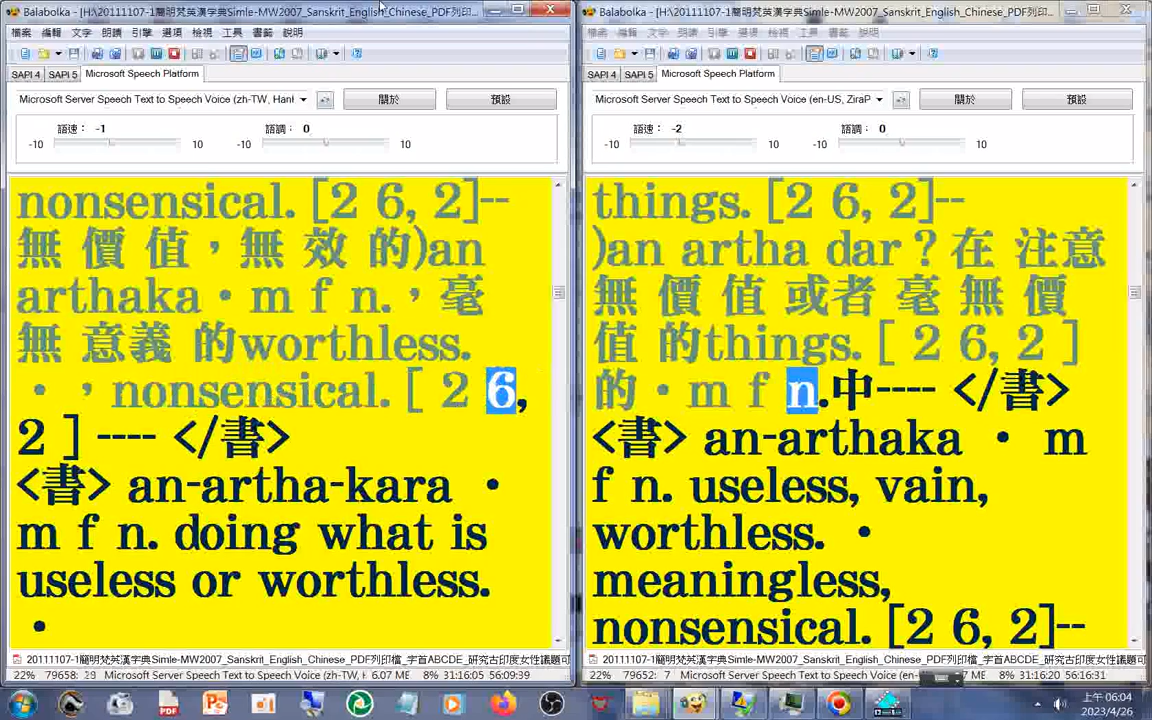 Balabolka - [H:\20111107-1簡明梵英漢字典Simle-MW2007_Sanskrit_English_Chinese_PDF列印...
檔案 編輯 文字 朗讀 引擎 選項 檢視 工具 書籤 說明
SAPI 4 SAPI 5 Microsoft Speech Platform
Microsoft Server Speech Text to Speech Voice (zh-TW, Hanl
關於 預設
語速： -1 語調： 0
-10 10 -10 10
nonsensical. [2 6, 2]--
無 價 值，無 效 的)an
arthaka・m f n.，毫
無 意義 的worthless.
・，nonsensical. [ 2 6,
2 ] ---- </書>
<書> an-artha-kara ・
m f n. doing what is
useless or worthless.
・
20111107-1簡明梵英漢字典Simle-MW2007_Sanskrit_English_Chinese_PDF列印檔_字首ABCDE_研究古印度女性議題可
22% 79658: 28 Microsoft Server Speech Text to Speech Voice (zh-TW, 6.07 ME 8% 31:16:05 56:09:39
Balabolka - [H:\20111107-1簡明梵英漢字典Simle-MW2007_Sanskrit_English_Chinese_PDF列印...
檔案 編輯 文字 朗讀 引擎 選項 檢視 工具 書籤 說明
SAPI 4 SAPI 5 Microsoft Speech Platform
Microsoft Server Speech Text to Speech Voice (en-US, ZiraP
關於 預設
語速： -2 語調： 0
-10 10 -10 10
things. [2 6, 2]--
)an artha dar？在 注意
無 價 值 或者 毫 無 價
值 的things. [ 2 6, 2 ]
的・m f n.中---- </書>
<書> an-arthaka ・ m
f n. useless, vain,
worthless. ・
meaningless,
nonsensical. [2 6, 2]--
20111107-1簡明梵英漢字典Simle-MW2007_Sanskrit_English_Chinese_PDF列印檔_字首ABCDE_研究古印度女性議題可
22% 79652: 7 Microsoft Server Speech Text to Speech Voice (en-US, 8% 31:16:20 56:16:31
上午 06:04
2023/4/26